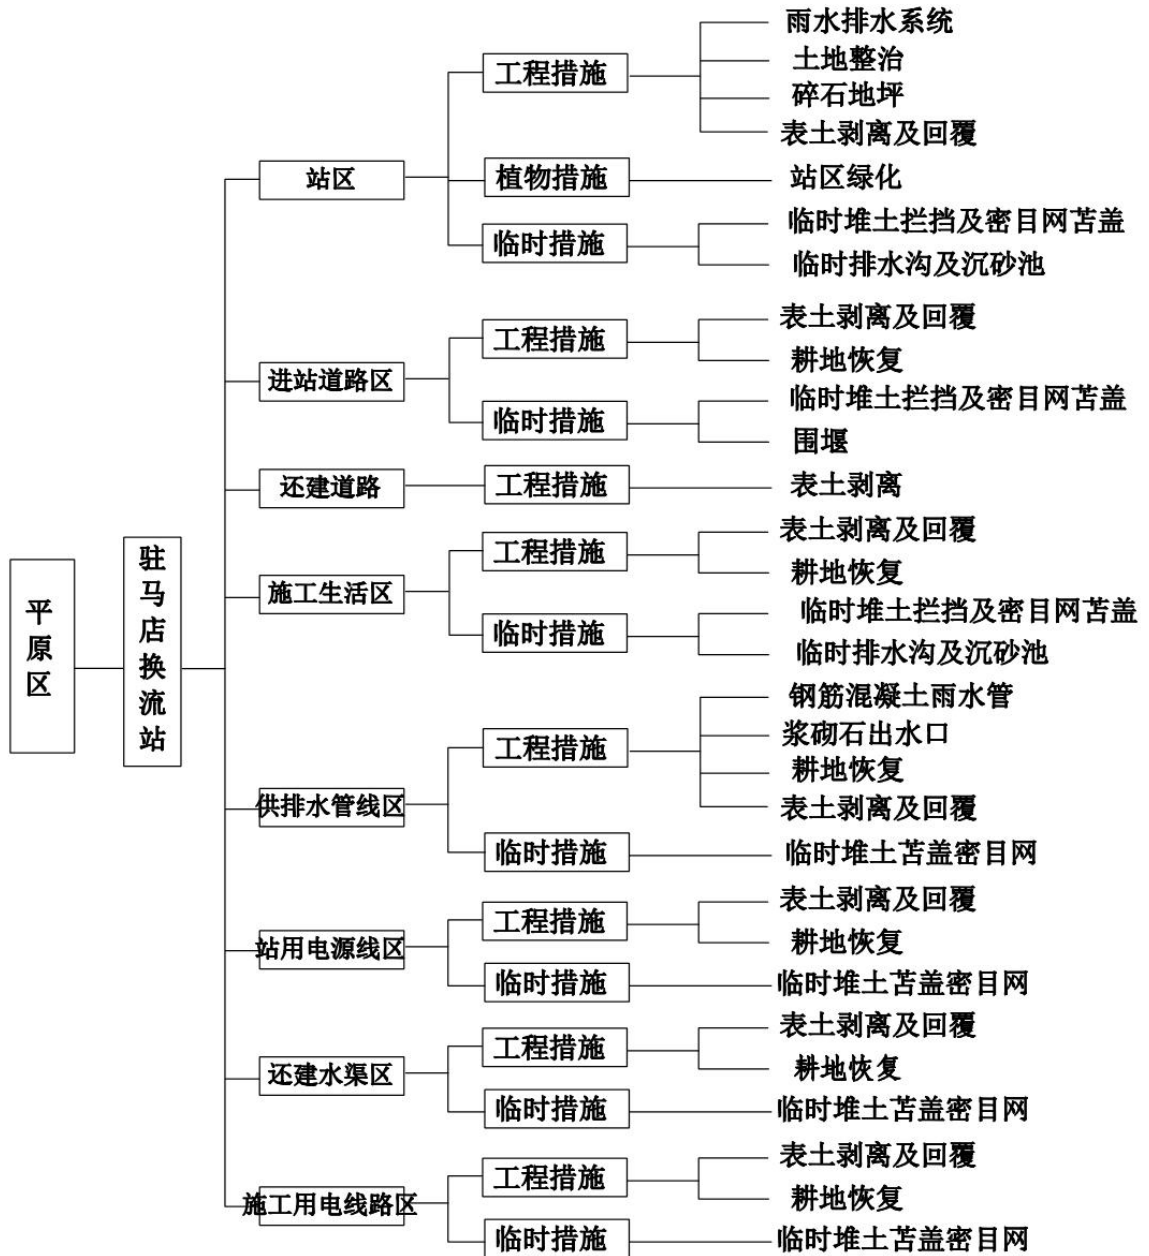 平原区
驻马店换流站
站区
工程措施
雨水排水系统
土地整治
碎石地坪
表土剥离及回覆
植物措施
站区绿化
临时措施
临时堆土拦挡及密目网苫盖
临时排水沟及沉砂池
进站道路区
工程措施
表土剥离及回覆
耕地恢复
临时措施
临时堆土拦挡及密目网苫盖
围堰
还建道路
工程措施
表土剥离
施工生活区
工程措施
表土剥离及回覆
耕地恢复
临时措施
临时堆土拦挡及密目网苫盖
临时排水沟及沉砂池
供排水管线区
工程措施
钢筋混凝土雨水管
浆砌石出水口
耕地恢复
表土剥离及回覆
临时措施
临时堆土苫盖密目网
站用电源线区
工程措施
表土剥离及回覆
耕地恢复
临时措施
临时堆土苫盖密目网
还建水渠区
工程措施
表土剥离及回覆
耕地恢复
临时措施
临时堆土苫盖密目网
施工用电线路区
工程措施
表土剥离及回覆
耕地恢复
临时措施
临时堆土苫盖密目网